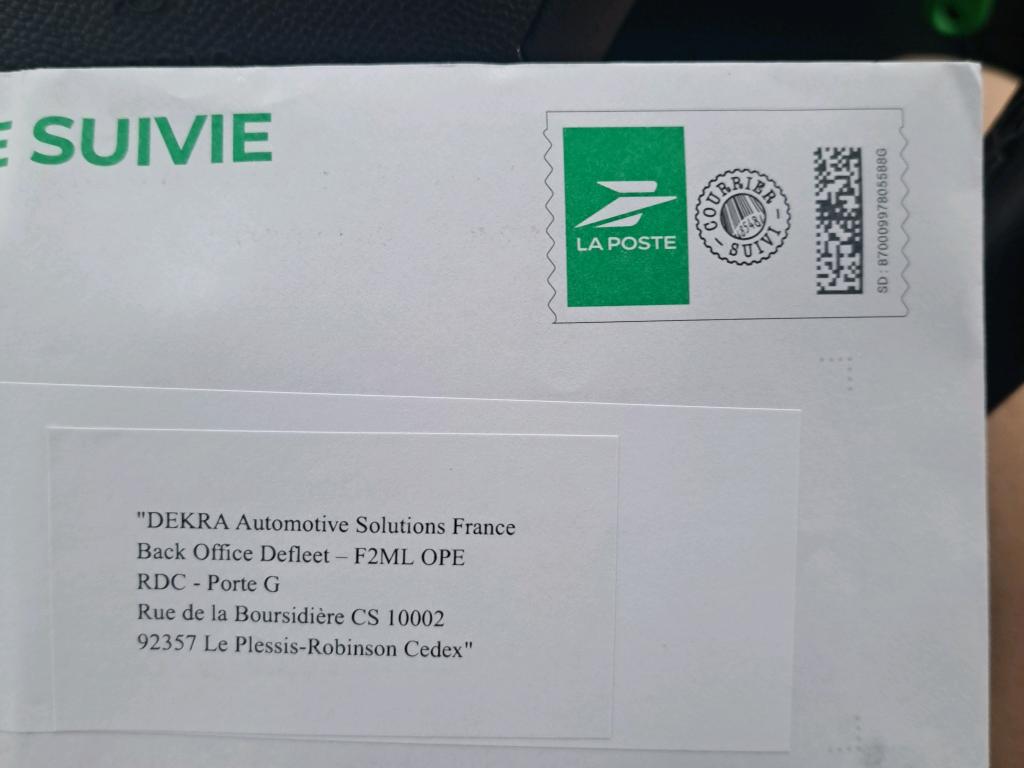 E SUIVIE
LA POSTE
COURRIER
SUIVI
SD : 87000997805588G
"DEKRA Automotive Solutions France
Back Office Defleet – F2ML OPE
RDC - Porte G
Rue de la Boursidière CS 10002
92357 Le Plessis-Robinson Cedex"